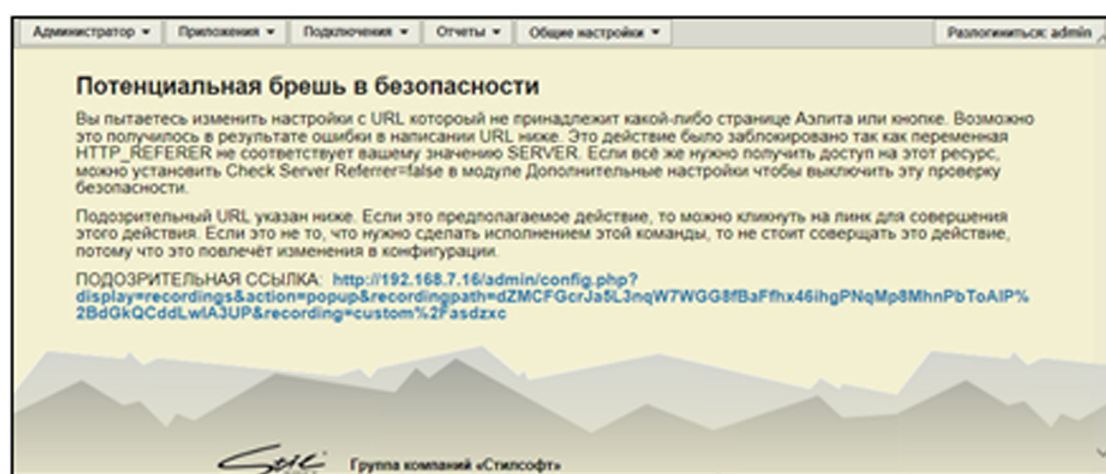 Администратор
Приложения
Подключения
Отчеты
Общие настройки
Разлогиниться: admin
Потенциальная брешь в безопасности
Вы пытаетесь изменить настройки с URL котороый не принадлежит какой-либо странице Аэлита или кнопке. Возможно
это получилось в результате ошибки в написании URL ниже. Это действие было заблокировано так как переменная
HTTP_REFERER не соответствует вашему значению SERVER. Если всё же нужно получить доступ на этот ресурс,
можно установить Check Server Referrer=false в модуле Дополнительные настройки чтобы выключить эту проверку
безопасности.
Подозрительный URL указан ниже. Если это предполагаемое действие, то можно кликнуть на линк для совершения
этого действия. Если это не то, что нужно сделать исполнением этой команды, то не стоит соверщать это действие,
потому что это повлечёт изменения в конфигурации.
ПОДОЗРИТЕЛЬНАЯ ССЫЛКА: http://192.168.7.16/admin/config.php?
display=recordings&action=popup&recordingpath=dZMCFGcrJa5L3nqW7WGG8fBaFfhx46ihgPNqMp8MhnPbToAIP%
2BdGkQCddLwIA3UP&recording=custom%2Fasdzxc
Группа компаний «Стилсофт»